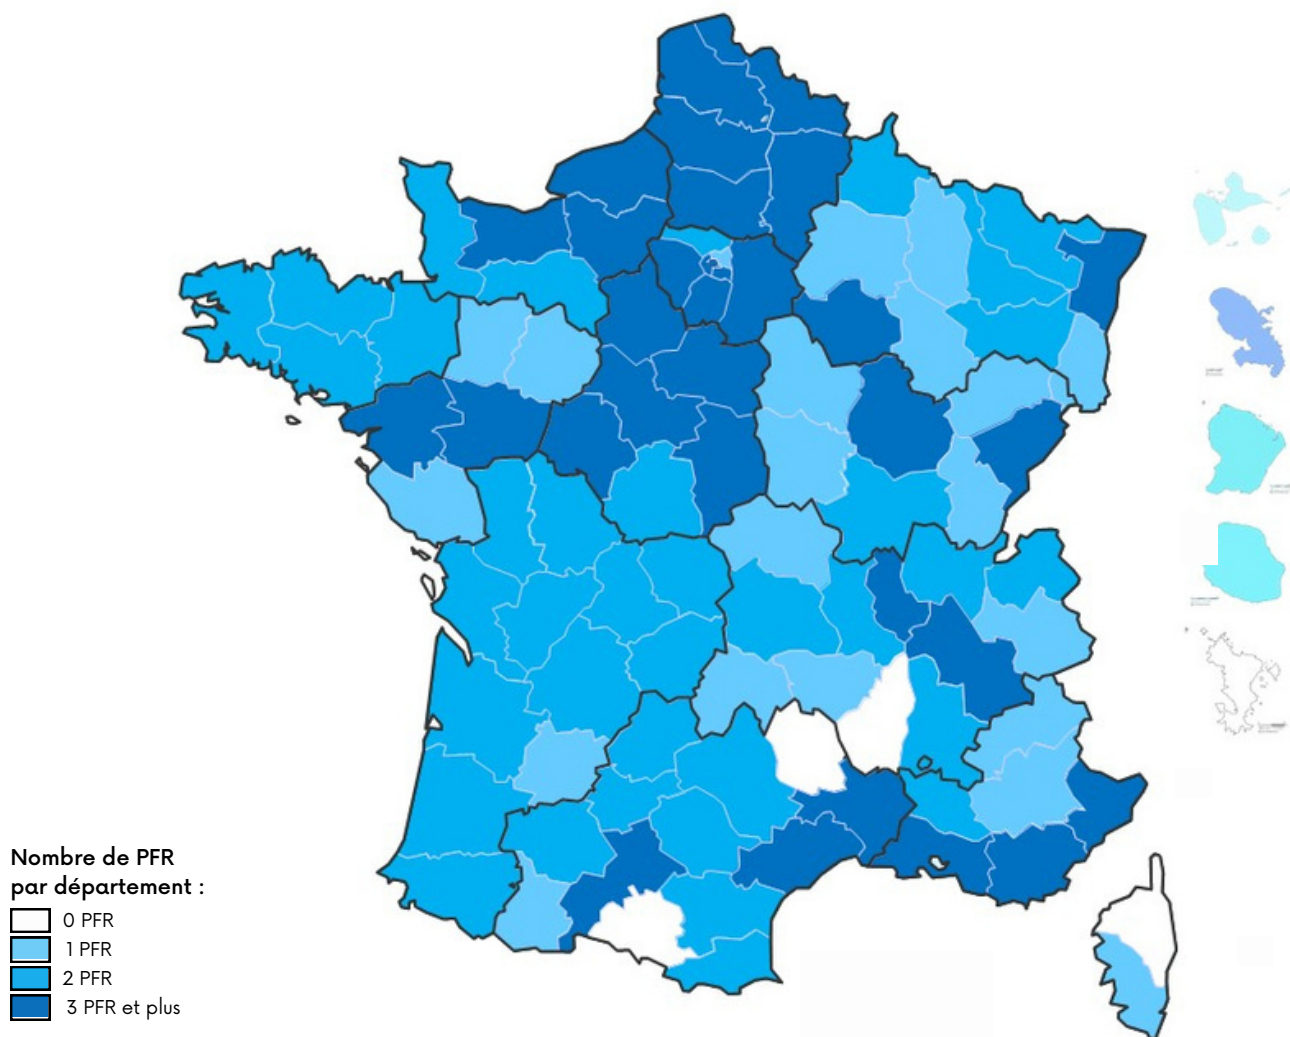 Nombre de PFR
par département :
0 PFR
1 PFR
2 PFR
3 PFR et plus